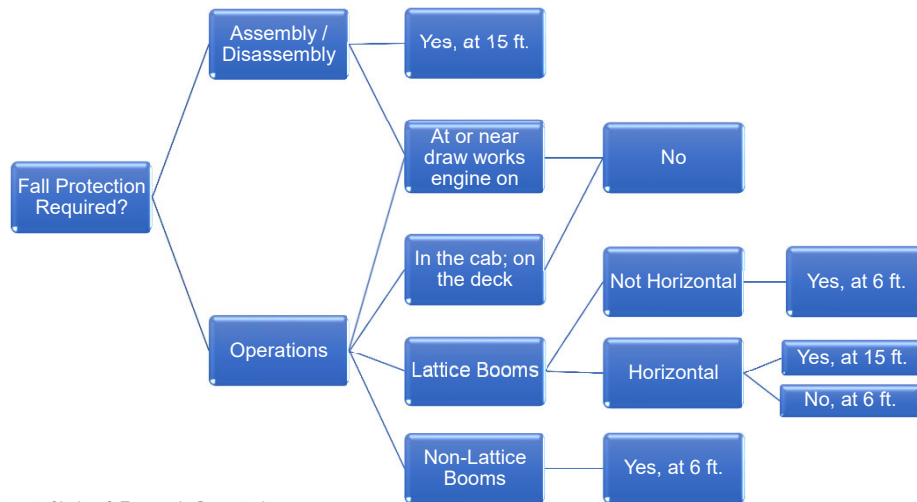 Fall Protection
Required?
Assembly /
Disassembly
Yes, at 15 ft.
At or near
draw works
engine on
No
In the cab; on
the deck
Operations
Lattice Booms
Not Horizontal
Yes, at 6 ft.
Horizontal
Yes, at 15 ft.
No, at 6 ft.
Non-Lattice
Booms
Yes, at 6 ft.